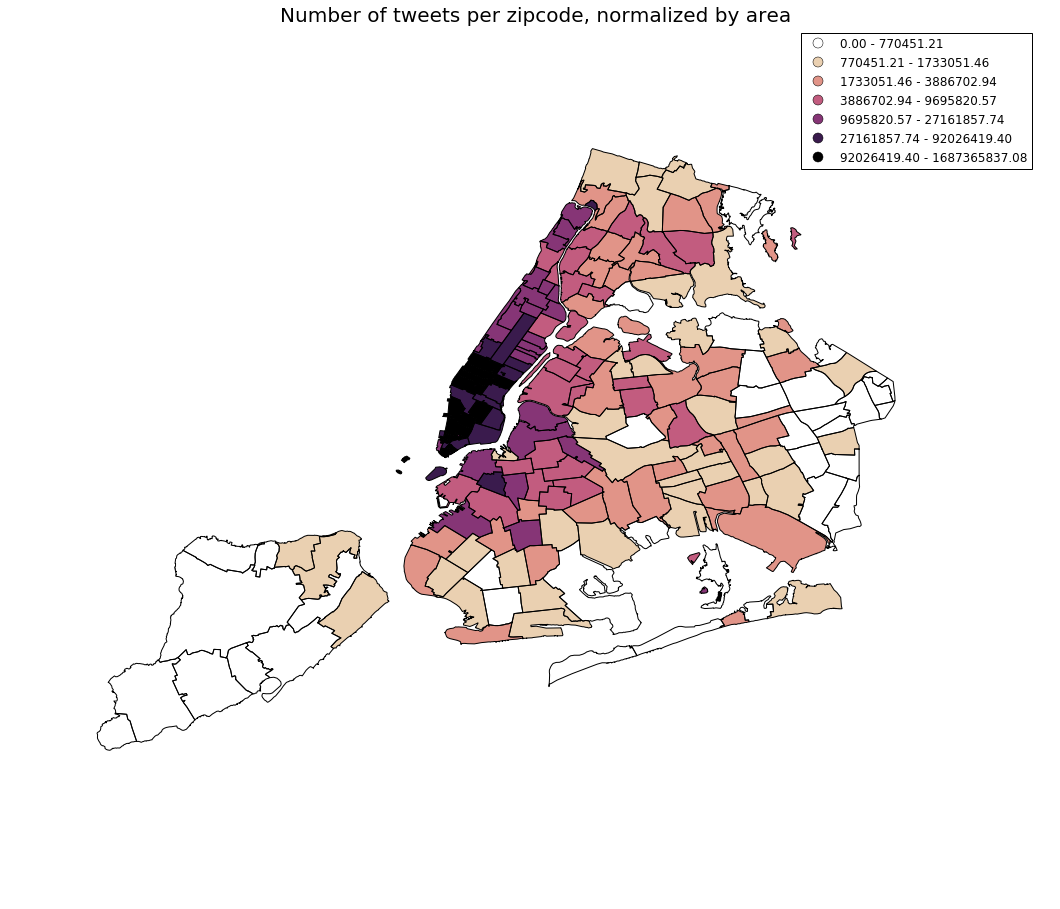 Number of tweets per zipcode, normalized by area
0.00 - 770451.21
770451.21 - 1733051.46
1733051.46 - 3886702.94
3886702.94 - 9695820.57
9695820.57 - 27161857.74
27161857.74 - 92026419.40
92026419.40 - 1687365837.08